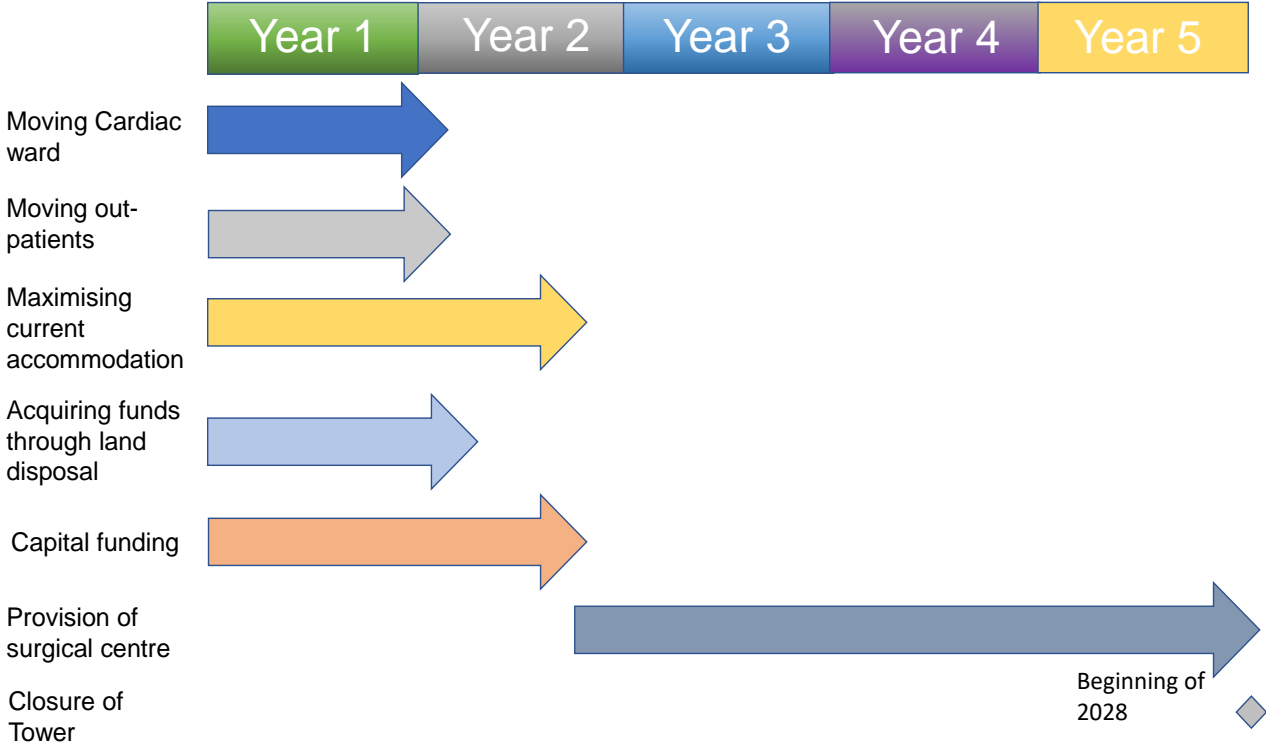 Year 1
Year 2
Year 3
Year 4
Year 5
Moving Cardiac
ward
Moving out-
patients
Maximising
current
accommodation
Acquiring funds
through land
disposal
Capital funding
Provision of
surgical centre
Beginning of
2028
Closure of
Tower